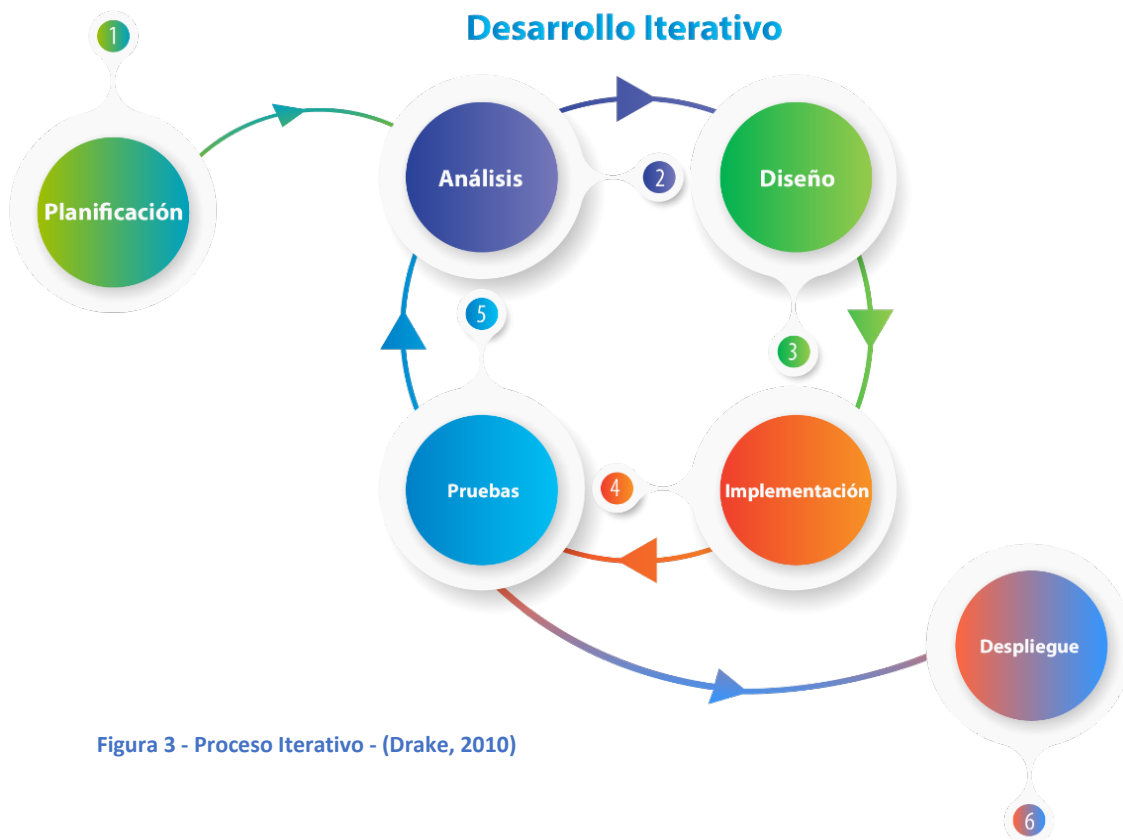 Desarrollo Iterativo
1
Planificación
Análisis
2
Diseño
3
Implementación
4
Pruebas
5
Despliegue
6
Figura 3 - Proceso Iterativo - (Drake, 2010)